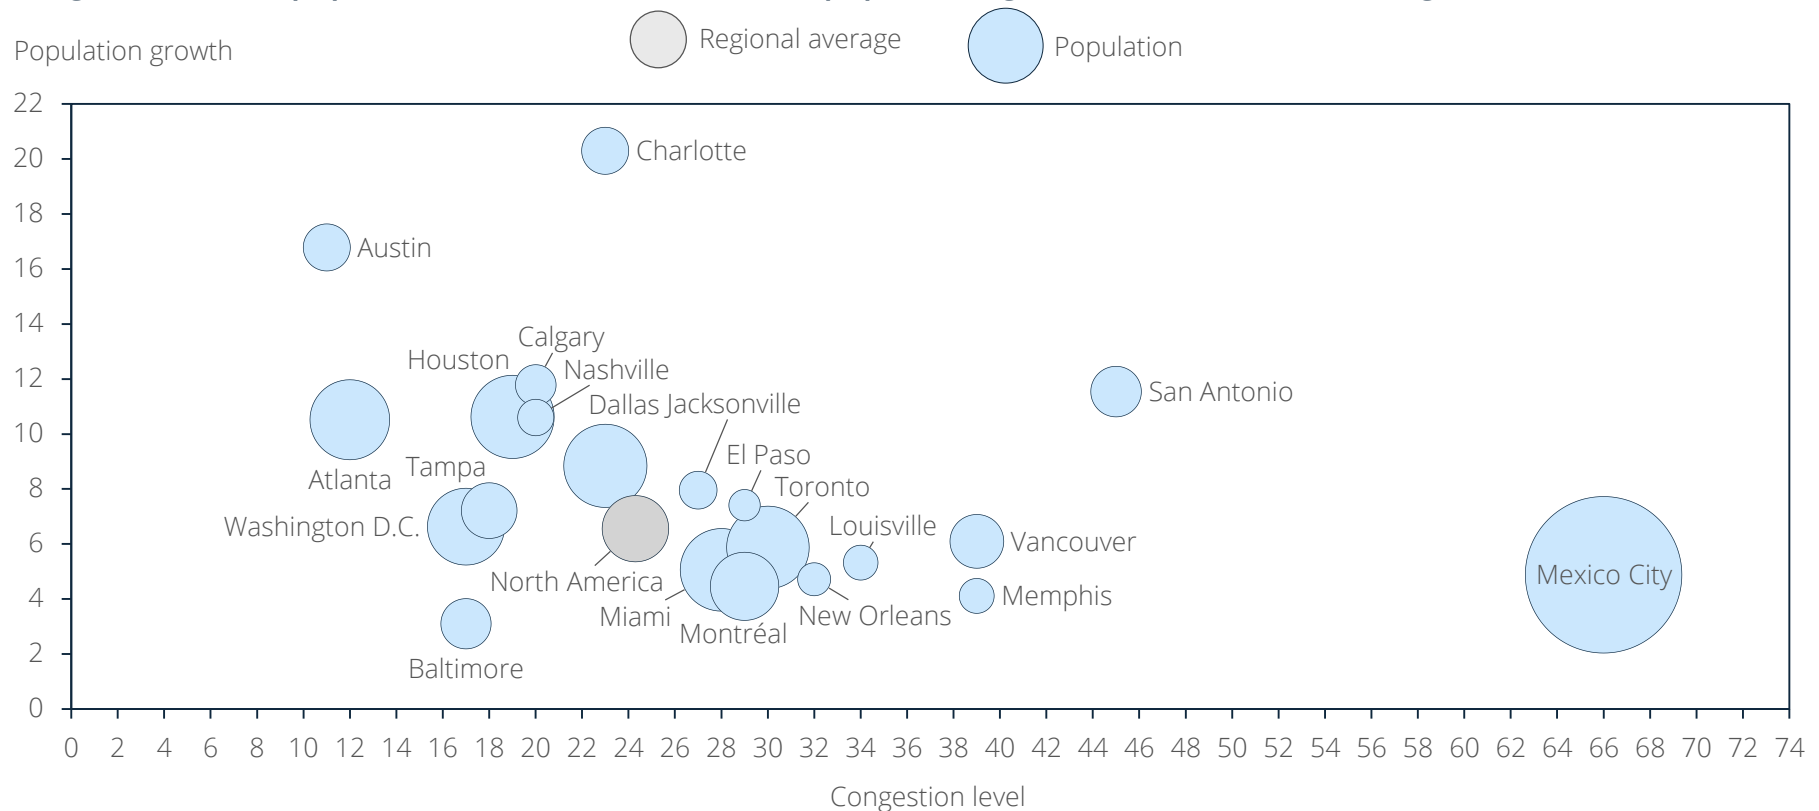 Regional average
Population
Population growth
22
20
18
16
14
12
10
8
6
4
2
0
Charlotte
Austin
Calgary
Houston
Nashville
Dallas Jacksonville
San Antonio
El Paso
Atlanta
Tampa
Toronto
Washington D.C.
Louisville
Vancouver
Mexico City
North America
Memphis
Miami
New Orleans
Montréal
Baltimore
0 2 4 6 8 10 12 14 16 18 20 22 24 26 28 30 32 34 36 38 40 42 44 46 48 50 52 54 56 58 60 62 64 66 68 70 72 74
Congestion level